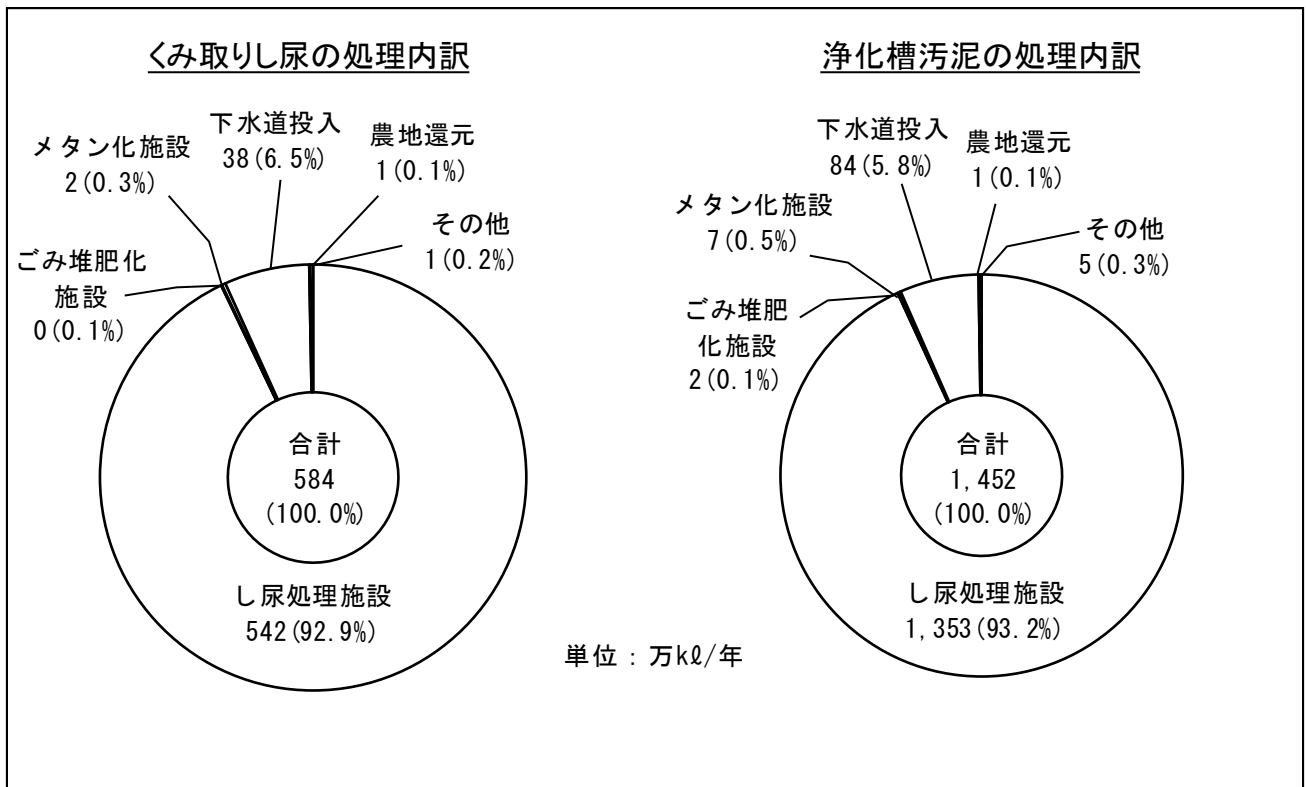 くみ取りし尿の処理内訳
下水道投入
38(6.5%)
農地還元
1(0.1%)
メタン化施設
2(0.3%)
その他
1(0.2%)
ごみ堆肥化
施設
0(0.1%)
合計
584
(100.0%)
し尿処理施設
542(92.9%)
浄化槽汚泥の処理内訳
下水道投入
84(5.8%)
農地還元
1(0.1%)
メタン化施設
7(0.5%)
その他
5(0.3%)
ごみ堆肥
化施設
2(0.1%)
合計
1,452
(100.0%)
し尿処理施設
1,353(93.2%)
単位：万kℓ/年